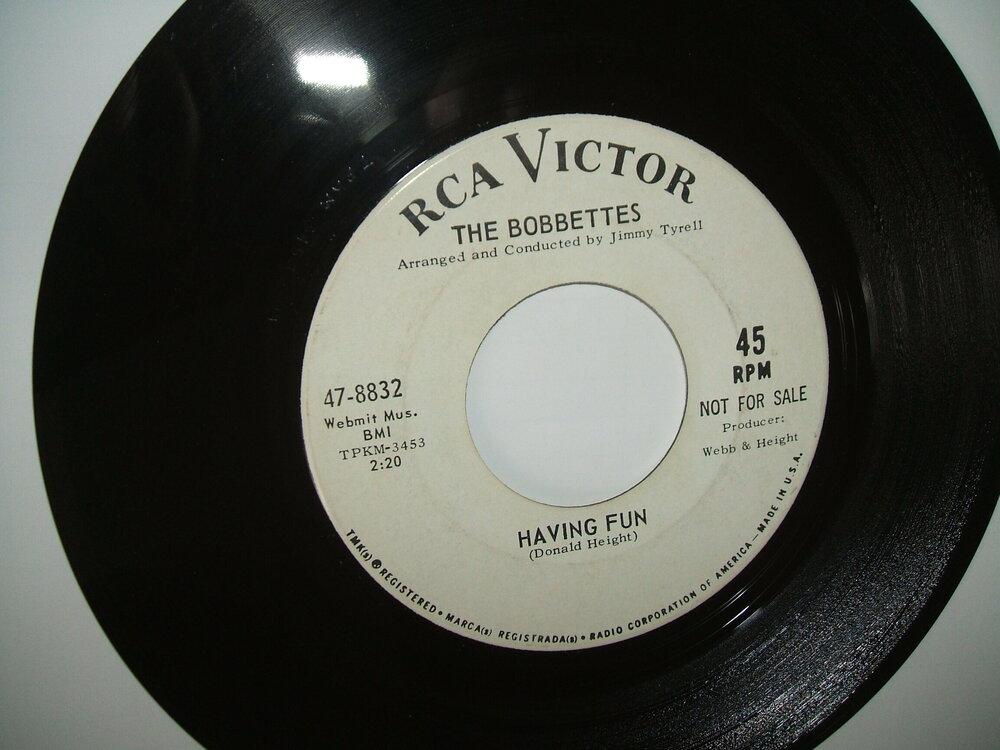 RCA VICTOR
THE BOBBETTES
Arranged and Conducted by Jimmy Tyrell
47-8832
Webmit Mus.
BMI
TPKM-3453
2:20
45
RPM
NOT FOR SALE
Producer:
Webb & Height
HAVING FUN
(Donald Height)
TMK(s) ® REGISTERED • MARCA(s) REGISTRADA(s) • RADIO CORPORATION OF AMERICA—MADE IN U.S.A.